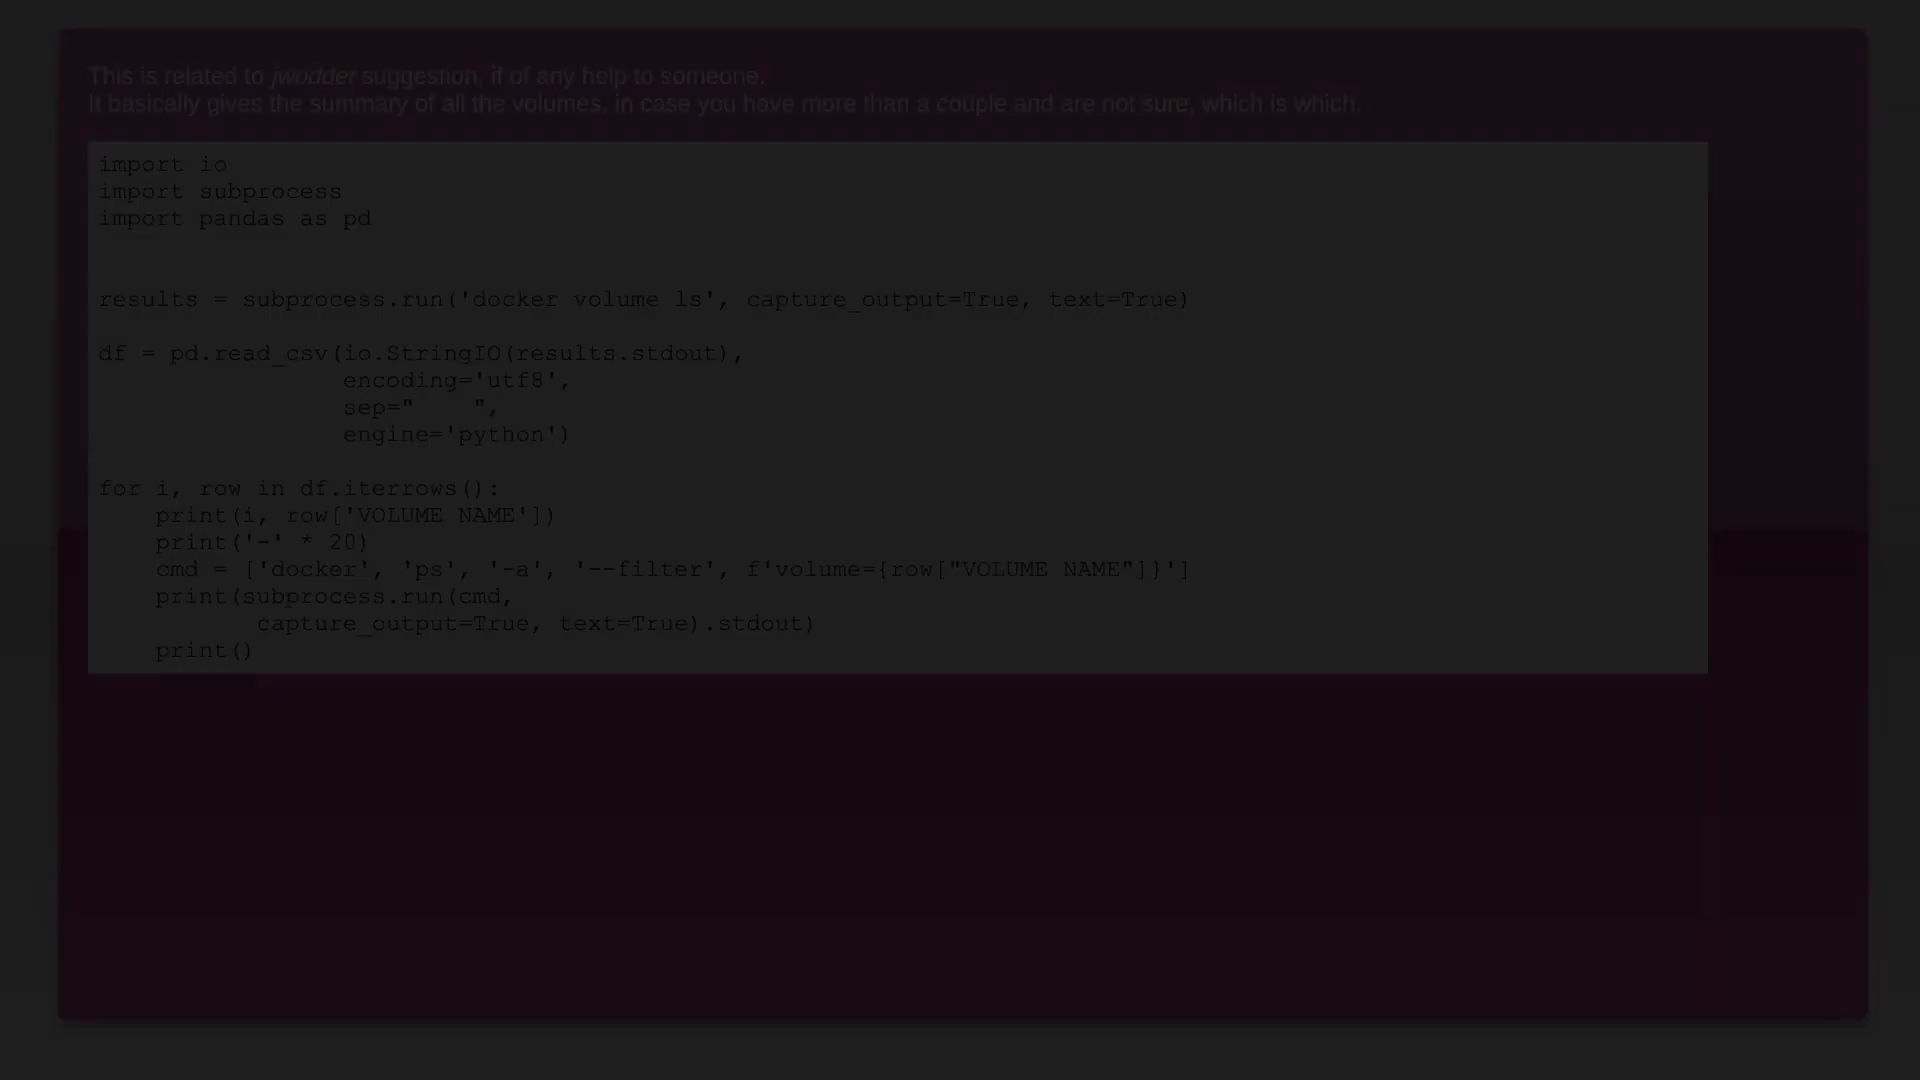 This is related to jwodder suggestion, if of any help to someone.
It basically gives the summary of all the volumes, in case you have more than a couple and are not sure, which is which.
import io
import subprocess
import pandas as pd


results = subprocess.run('docker volume ls', capture_output=True, text=True)

df = pd.read_csv(io.StringIO(results.stdout),
                 encoding='utf8',
                 sep="    ",
                 engine='python')

for i, row in df.iterrows():
    print(i, row['VOLUME NAME'])
    print('-' * 20)
    cmd = ['docker', 'ps', '-a', '--filter', f'volume={row["VOLUME NAME"]}']
    print(subprocess.run(cmd,
           capture_output=True, text=True).stdout)
    print()